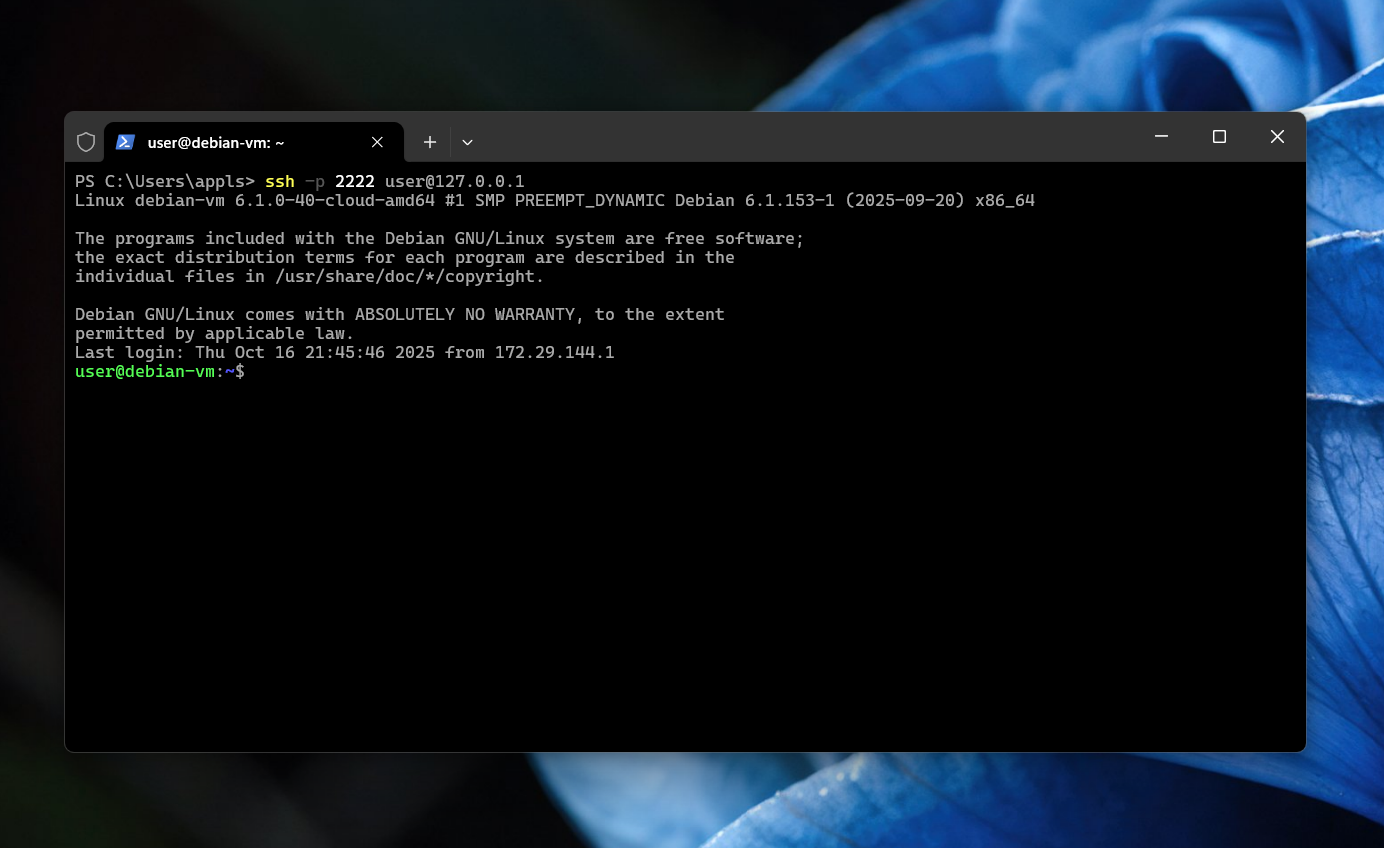 user@debian-vm: ~
PS C:\Users\appls> ssh -p 2222 user@127.0.0.1
Linux debian-vm 6.1.0-40-cloud-amd64 #1 SMP PREEMPT_DYNAMIC Debian 6.1.153-1 (2025-09-20) x86_64
The programs included with the Debian GNU/Linux system are free software;
the exact distribution terms for each program are described in the
individual files in /usr/share/doc/*/copyright.
Debian GNU/Linux comes with ABSOLUTELY NO WARRANTY, to the extent
permitted by applicable law.
Last login: Thu Oct 16 21:45:46 2025 from 172.29.144.1
user@debian-vm:~$